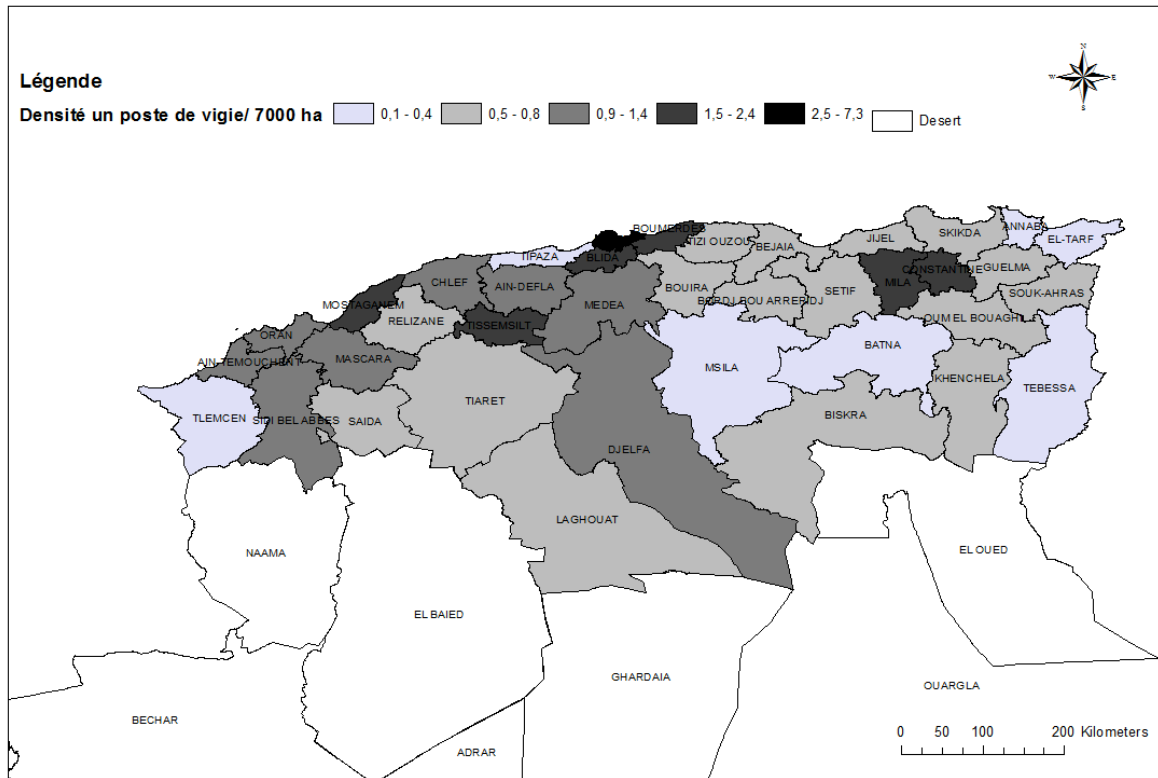 N
W E
S
Légende
Densité un poste de vigie/ 7000 ha 0,1 - 0,4 0,5 - 0,8 0,9 - 1,4 1,5 - 2,4 2,5 - 7,3 Desert
BOUMERDES
TIZI OUZOU
BEJAIA
JIJEL
SKIKDA
ANNABA
EL-TARF
TIPAZA
BLIDA
CHLEF
AIN-DEFLA
MEDEA
BOUIRA
BORDJ BOU ARRERIDJ
SETIF
MILA
CONSTANTINE
GUELMA
SOUK-AHRAS
MOSTAGANEM
RELIZANE
TISSEMSILT
OUM EL BOUAGHI
ORAN
AIN-TEMOUCHENT
MASCARA
MSILA
BATNA
KHENCHELA
TEBESSA
TLEMCEN
SIDI BEL ABBES
SAIDA
TIARET
BISKRA
DJELFA
LAGHOUAT
NAAMA
EL OUED
EL BAIED
GHARDAIA
OUARGLA
BECHAR
ADRAR
0 50 100 200 Kilometers